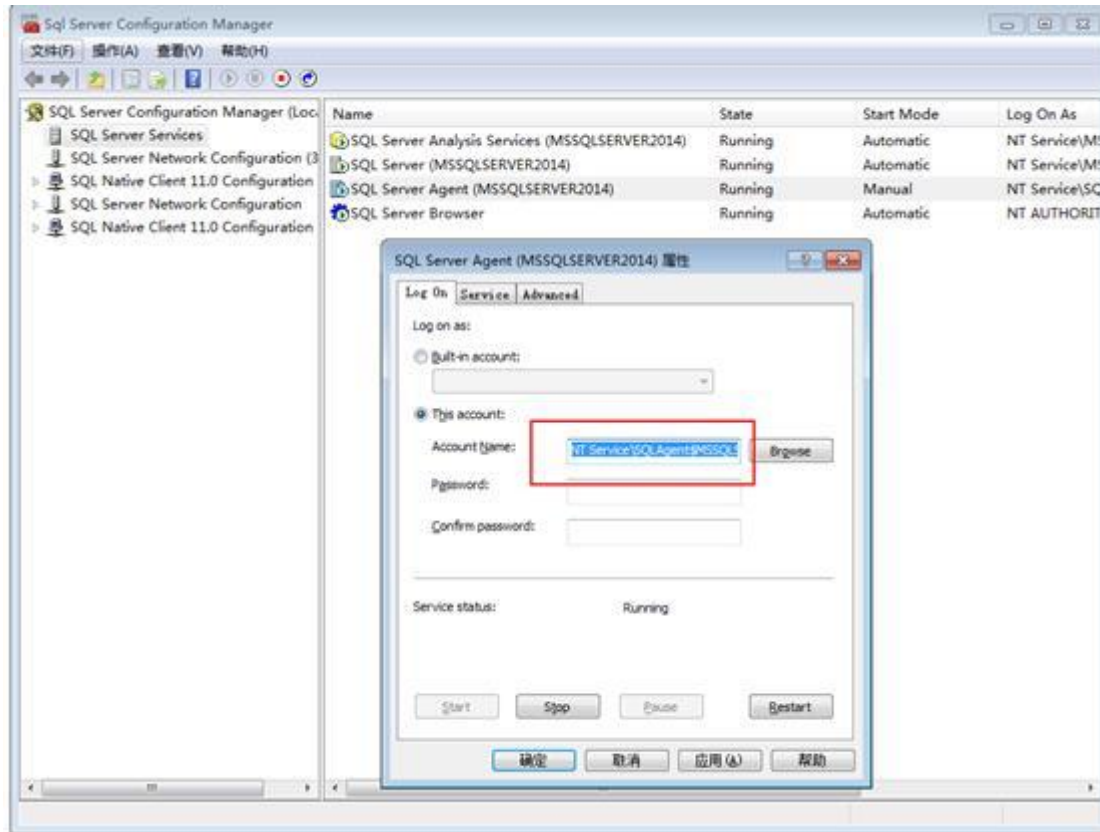 Sql Server Configuration Manager
文件(F) 操作(A) 查看(V) 帮助(H)
SQL Server Configuration Manager (Loca
SQL Server Services
SQL Server Network Configuration (3
SQL Native Client 11.0 Configuration
SQL Server Network Configuration
SQL Native Client 11.0 Configuration
Name State Start Mode Log On As
SQL Server Analysis Services (MSSQLSERVER2014) Running Automatic NT Service\MS
SQL Server (MSSQLSERVER2014) Running Automatic NT Service\MS
SQL Server Agent (MSSQLSERVER2014) Running Manual NT Service\SQ
SQL Server Browser Running Automatic NT AUTHORIT
SQL Server Agent (MSSQLSERVER2014) 属性
Log On Service Advanced
Log on as:
Built-in account:
This account:
Account Name: NT Service\SQLAgent$MSSQLS Browse
Password:
Confirm password:
Service status: Running
Start Stop Pause Restart
确定 取消 应用(A) 帮助